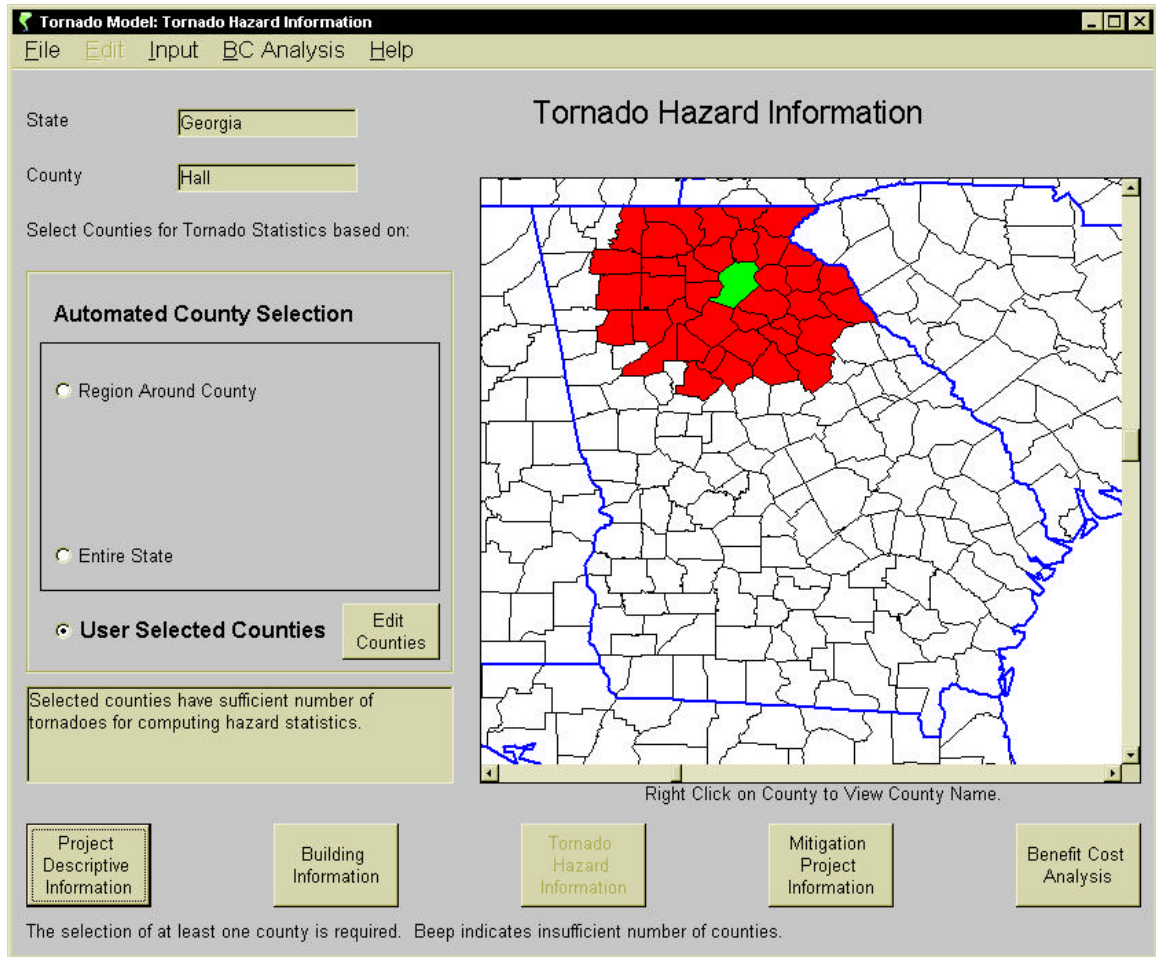 Tornado Model: Tornado Hazard Information
File Edit Input BC Analysis Help
State
Georgia
Tornado Hazard Information
County
Hall
Select Counties for Tornado Statistics based on:
Automated County Selection
Region Around County
Entire State
User Selected Counties
Edit
Counties
Selected counties have sufficient number of
tornadoes for computing hazard statistics.
Right Click on County to View County Name.
Project
Descriptive
Information
Building
Information
Tornado
Hazard
Information
Mitigation
Project
Information
Benefit Cost
Analysis
The selection of at least one county is required. Beep indicates insufficient number of counties.